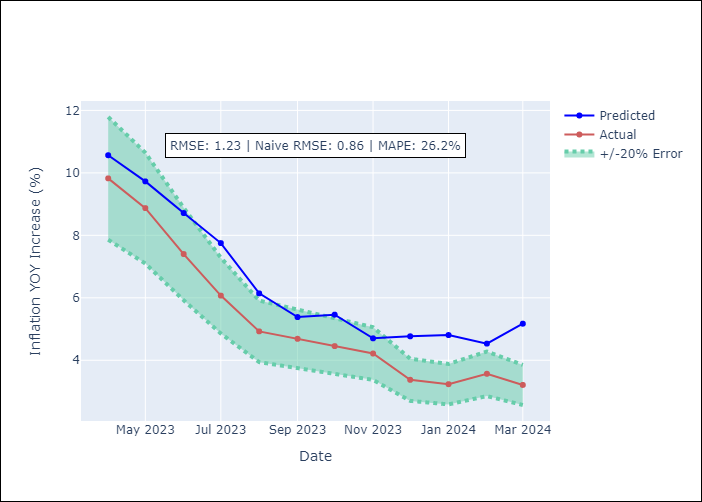 RMSE: 1.23 | Naive RMSE: 0.86 | MAPE: 26.2%
Predicted
Actual
+/-20% Error
Inflation YOY Increase (%)
12
10
8
6
4
May 2023
Jul 2023
Sep 2023
Nov 2023
Jan 2024
Mar 2024
Date